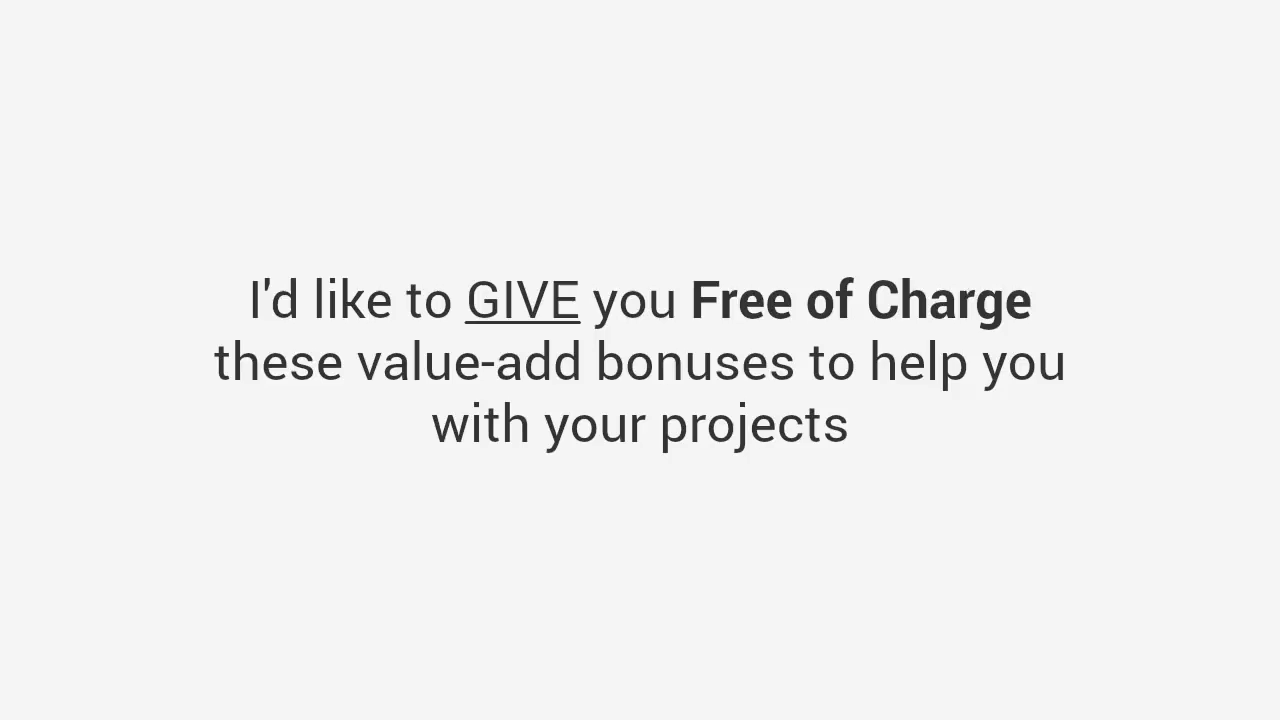 I'd like to GIVE you Free of Charge
these value-add bonuses to help you
with your projects